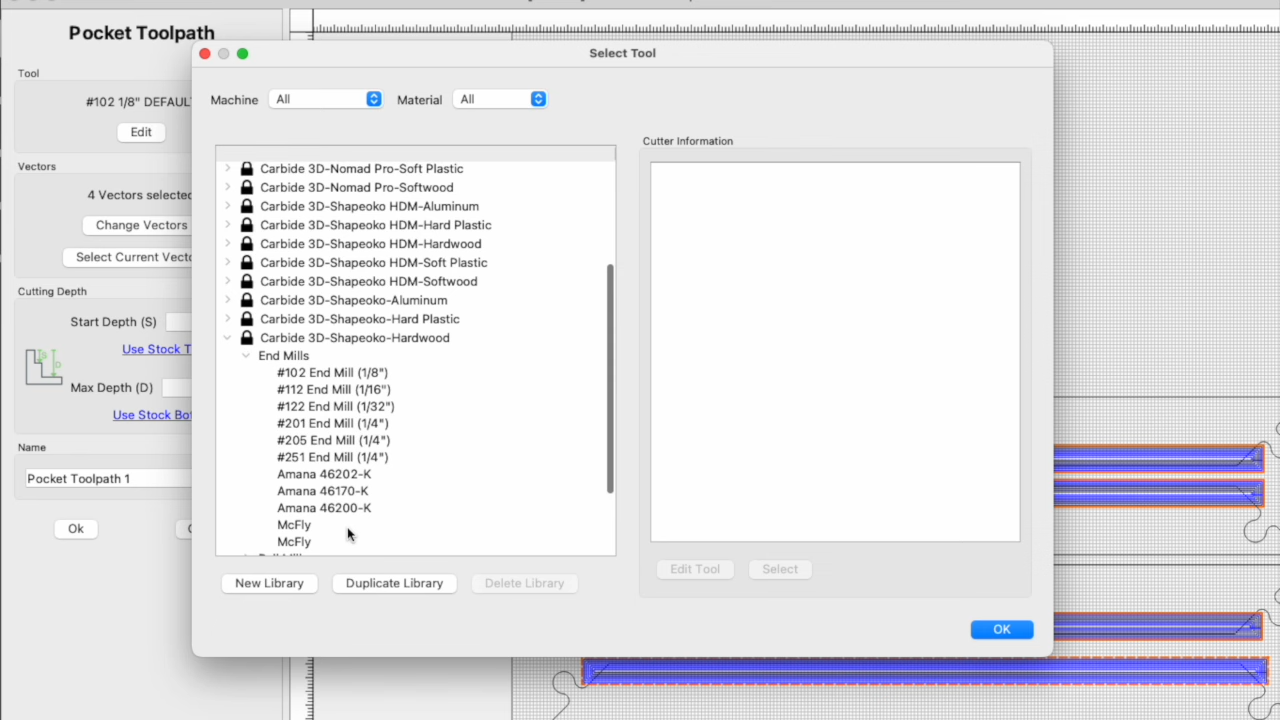 Pocket Toolpath
Tool
#102 1/8" DEFAUL
Edit
Vectors
4 Vectors selected
Change Vectors
Select Current Vecto
Cutting Depth
Start Depth (S)
Use Stock T
Max Depth (D)
Use Stock Bot
Name
Pocket Toolpath 1
Ok
C
Select Tool
Machine
All
Material
All
Carbide 3D-Nomad Pro-Soft Plastic
Carbide 3D-Nomad Pro-Softwood
Carbide 3D-Shapeoko HDM-Aluminum
Carbide 3D-Shapeoko HDM-Hard Plastic
Carbide 3D-Shapeoko HDM-Hardwood
Carbide 3D-Shapeoko HDM-Soft Plastic
Carbide 3D-Shapeoko HDM-Softwood
Carbide 3D-Shapeoko-Aluminum
Carbide 3D-Shapeoko-Hard Plastic
Carbide 3D-Shapeoko-Hardwood
End Mills
#102 End Mill (1/8")
#112 End Mill (1/16")
#122 End Mill (1/32")
#201 End Mill (1/4")
#205 End Mill (1/4")
#251 End Mill (1/4")
Amana 46202-K
Amana 46170-K
Amana 46200-K
McFly
McFly
New Library
Duplicate Library
Delete Library
Cutter Information
Edit Tool
Select
OK